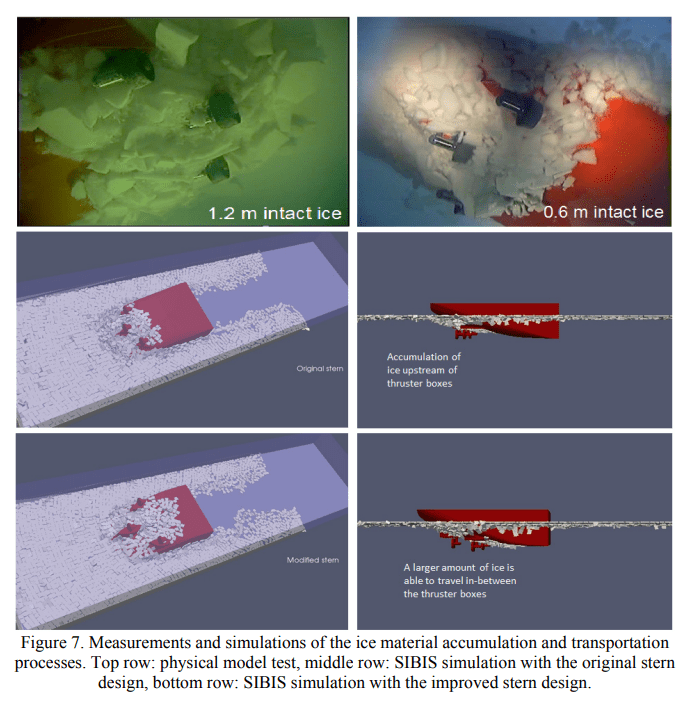 1.2 m intact ice
0.6 m intact ice
Original stern
Accumulation of
ice upstream of
thruster boxes
Modified stern
A larger amount of ice is
able to travel in-between
the thruster boxes
Figure 7. Measurements and simulations of the ice material accumulation and transportation
processes. Top row: physical model test, middle row: SIBIS simulation with the original stern
design, bottom row: SIBIS simulation with the improved stern design.